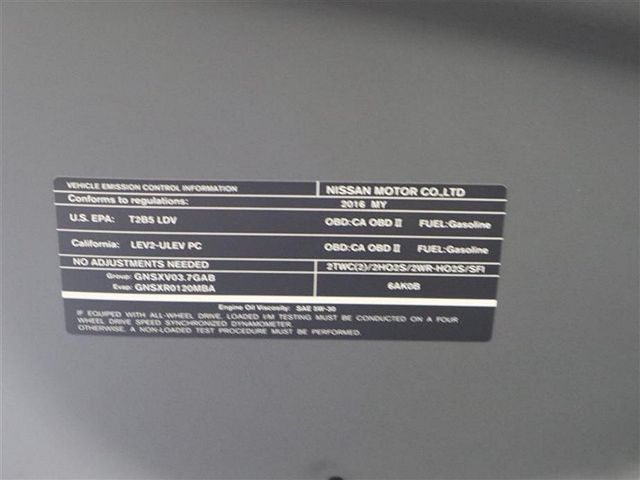 VEHICLE EMISSION CONTROL INFORMATION NISSAN MOTOR CO.,LTD
Conforms to regulations: 2016 MY
U.S. EPA: T2B5 LDV OBD:CA OBD II FUEL:Gasoline
California: LEV2-ULEV PC OBD:CA OBD II FUEL:Gasoline
NO ADJUSTMENTS NEEDED 2TWC(2)/2HO2S/2WR-HO2S/SFI
Group: GNSXV03.7GAB
Evap: GNSXR0120MBA 6AK0B
Engine Oil Viscosity: SAE 5W-30
IF EQUIPED WITH ALL-WHEEL DRIVE, LOADED I/M TESTING MUST BE CONDUCTED ON A FOUR
WHEEL DRIVE SPEED SYNCHRONIZED DYNAMOMETER.
OTHERWISE, A NON-LOADED TEST PROCEDURE MUST BE PERFORMED.